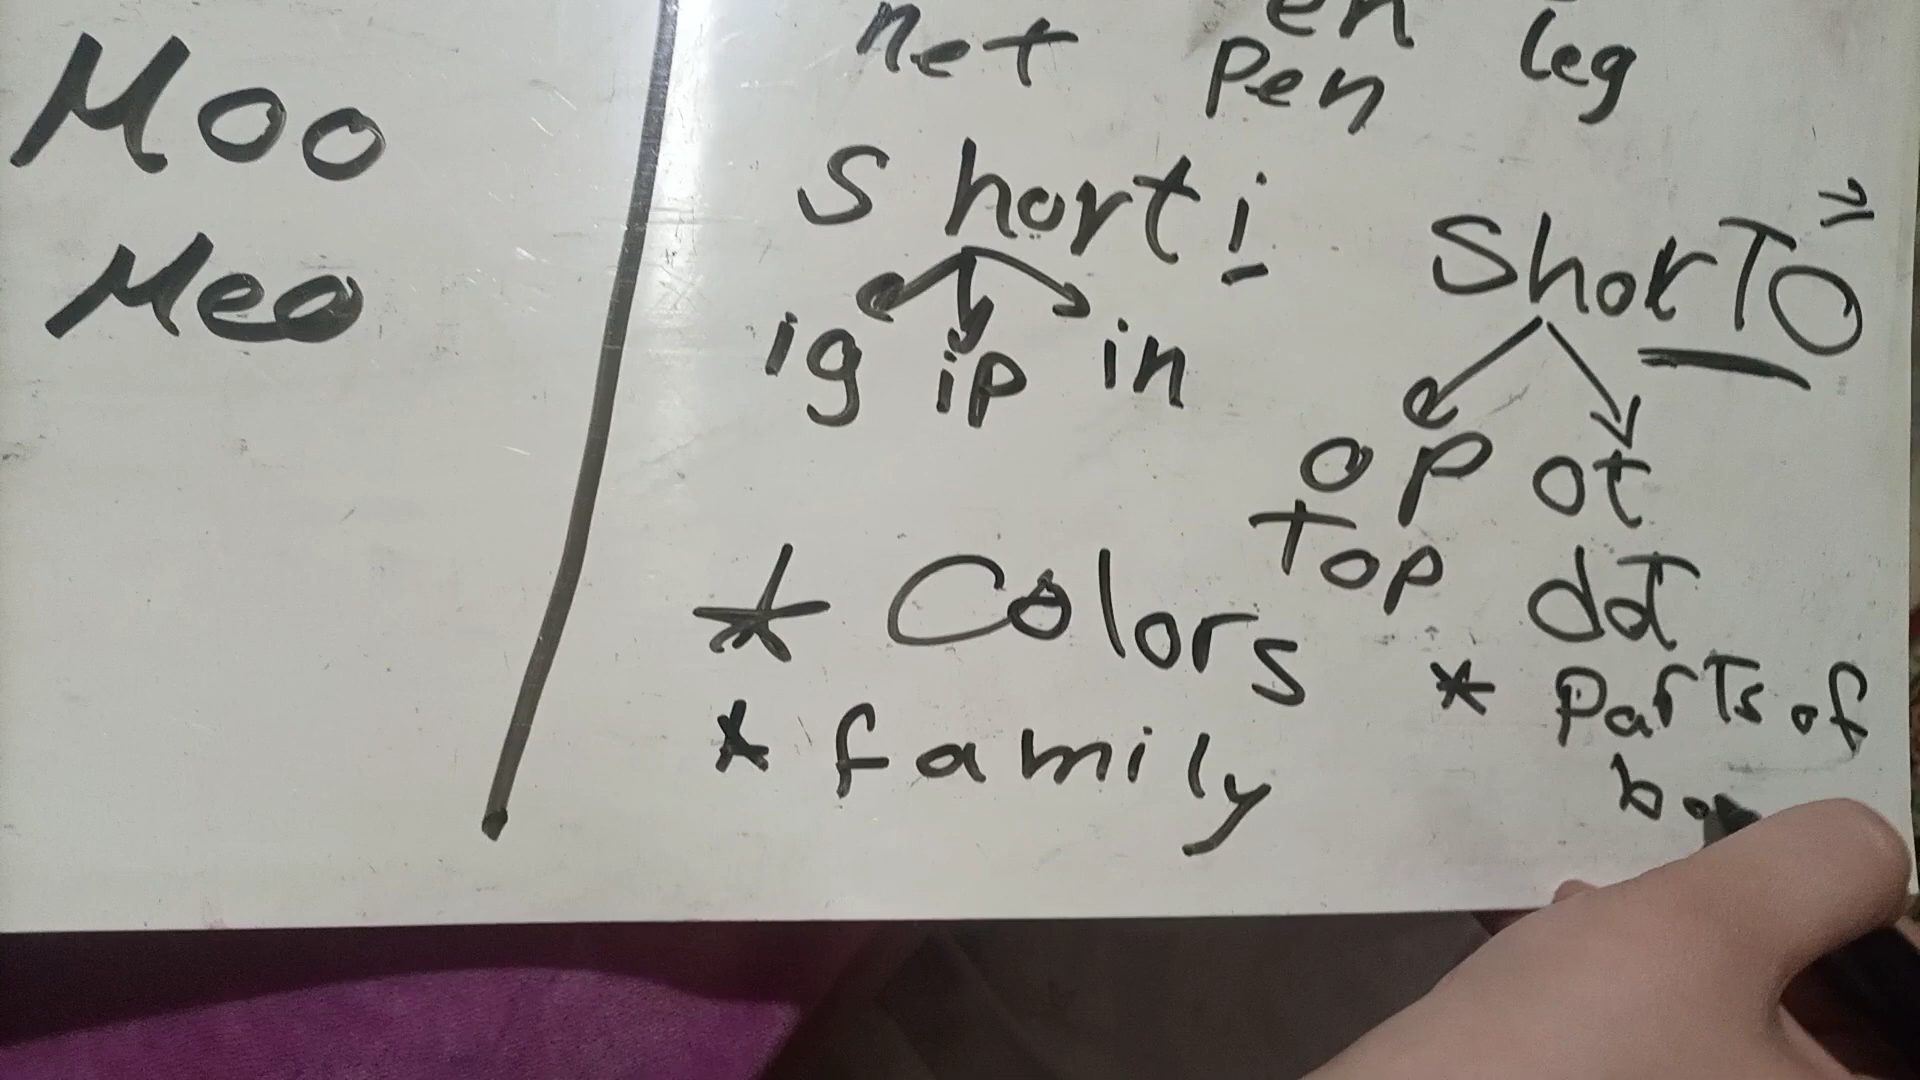 Moo
Meo
net en leg
pen
Short i
ig ip in
Short O
op ot
Top dot
* Colors
* family
* Parts of